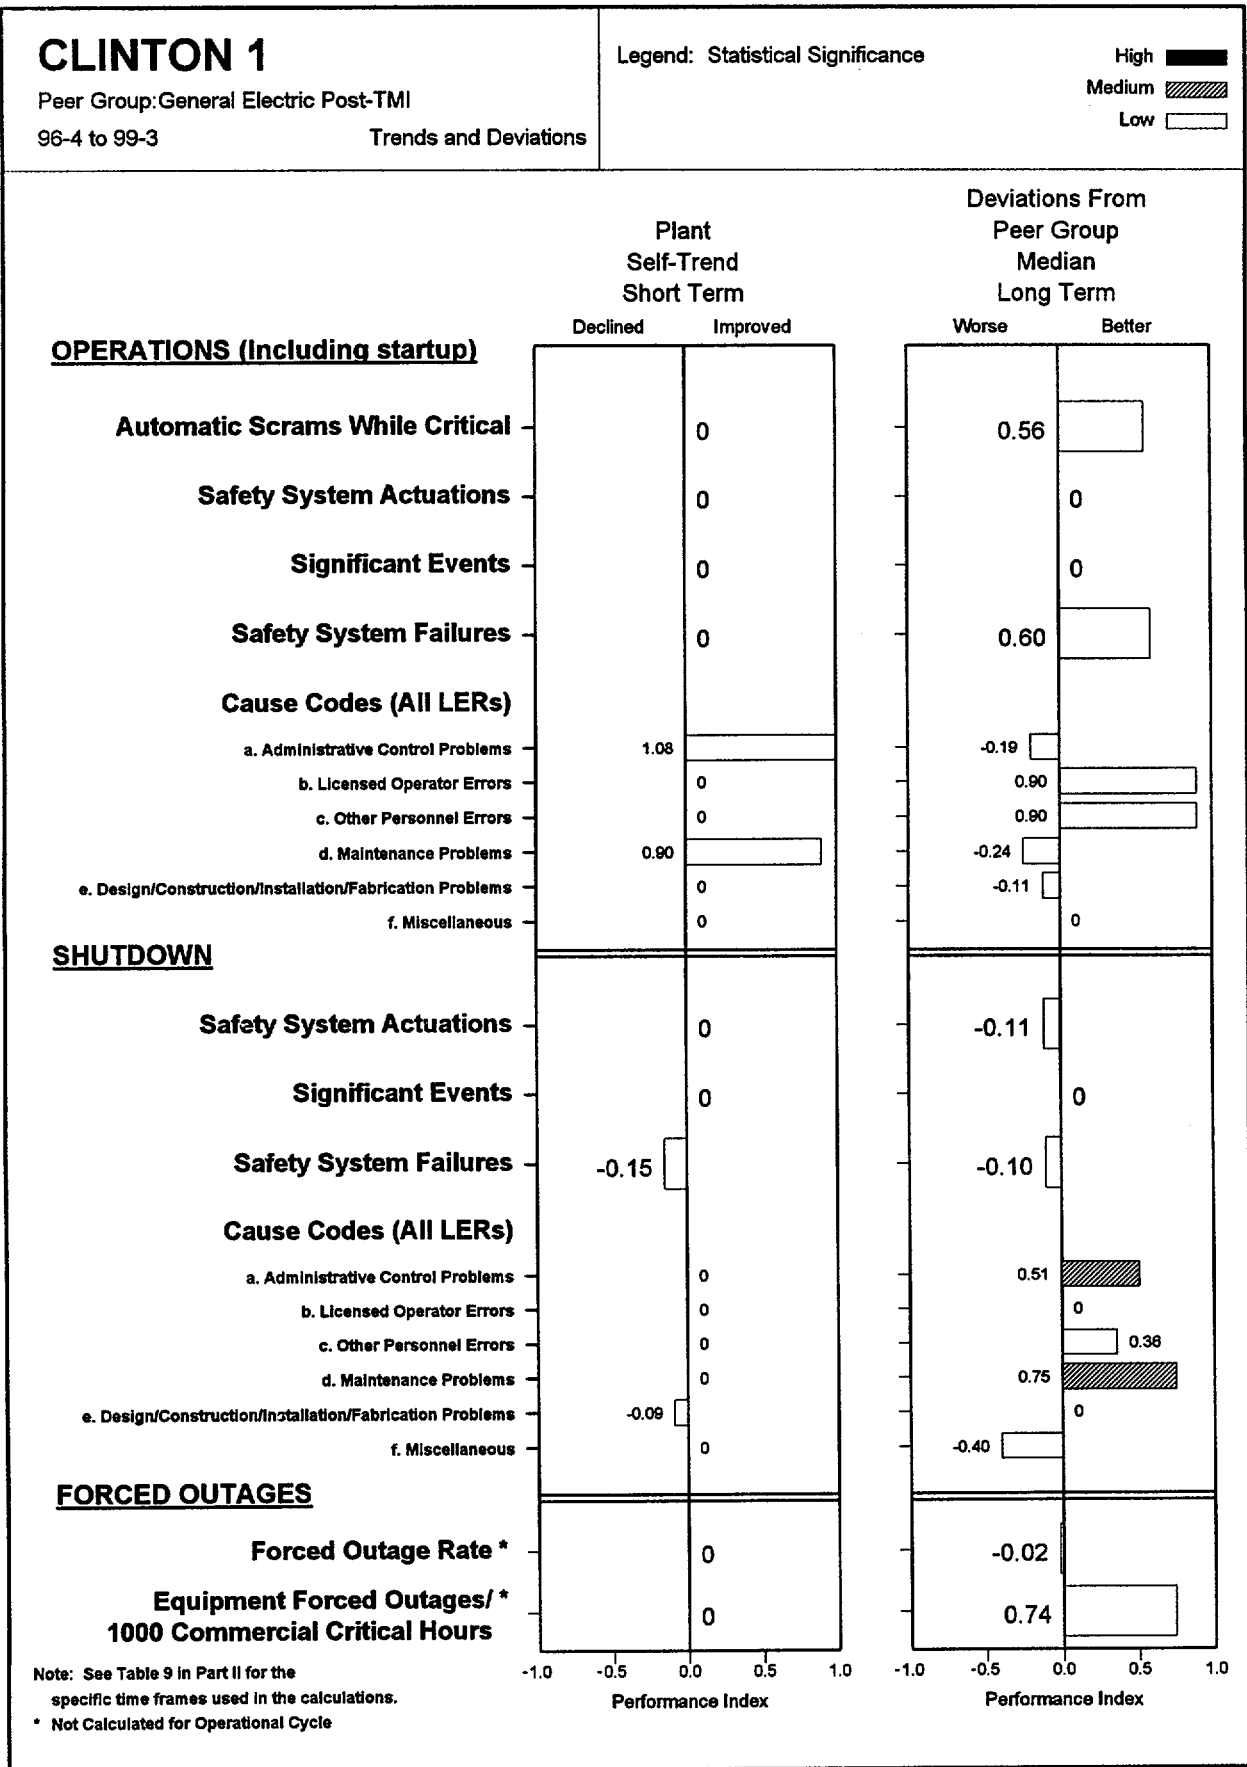 CLINTON 1
Peer Group:General Electric Post-TMI
96-4 to 99-3 Trends and Deviations
Legend: Statistical Significance
High
Medium
Low
Plant
Self-Trend
Short Term
Declined Improved
Deviations From
Peer Group
Median
Long Term
Worse Better
OPERATIONS (Including startup)
Automatic Scrams While Critical 0 0.56
Safety System Actuations 0 0
Significant Events 0 0
Safety System Failures 0 0.60
Cause Codes (All LERs)
a. Administrative Control Problems 1.08 -0.19
b. Licensed Operator Errors 0 0.90
c. Other Personnel Errors 0 0.90
d. Maintenance Problems 0.90 -0.24
e. Design/Construction/Installation/Fabrication Problems 0 -0.11
f. Miscellaneous 0 0
SHUTDOWN
Safety System Actuations 0 -0.11
Significant Events 0 0
Safety System Failures -0.15 -0.10
Cause Codes (All LERs)
a. Administrative Control Problems 0 0.51
b. Licensed Operator Errors 0 0
c. Other Personnel Errors 0 0.36
d. Maintenance Problems 0 0.75
e. Design/Construction/Installation/Fabrication Problems -0.09 0
f. Miscellaneous 0 -0.40
FORCED OUTAGES
Forced Outage Rate * 0 -0.02
Equipment Forced Outages/ *
1000 Commercial Critical Hours 0 0.74
-1.0 -0.5 0.0 0.5 1.0
Performance Index
-1.0 -0.5 0.0 0.5 1.0
Performance Index
Note: See Table 9 in Part II for the
specific time frames used in the calculations.
* Not Calculated for Operational Cycle